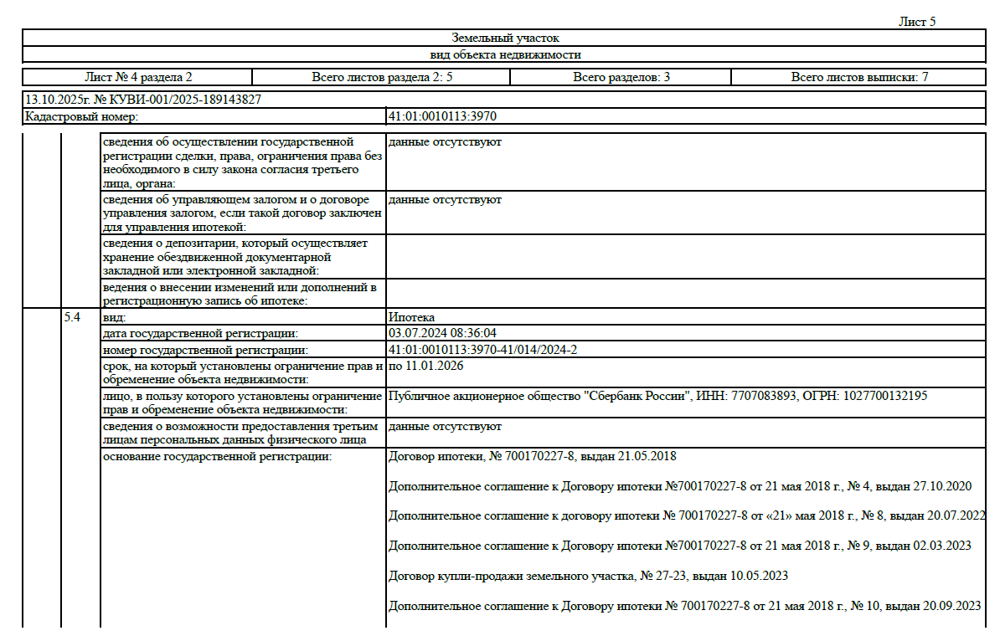 Лист 5
Земельный участок
вид объекта недвижимости
Лист № 4 раздела 2 Всего листов раздела 2: 5 Всего разделов: 3 Всего листов выписки: 7
13.10.2025г. № КУВИ-001/2025-189143827
Кадастровый номер: 41:01:0010113:3970
сведения об осуществлении государственной данные отсутствуют
регистрации сделки, права, ограничения права без
необходимого в силу закона согласия третьего
лица, органа:
сведения об управляющем залогом и о договоре данные отсутствуют
управления залогом, если такой договор заключен
для управления ипотекой:
сведения о депозитарии, который осуществляет
хранение обездвиженной документарной
закладной или электронной закладной:
ведения о внесении изменений или дополнений в
регистрационную запись об ипотеке:
5.4 вид: Ипотека
дата государственной регистрации: 03.07.2024 08:36:04
номер государственной регистрации: 41:01:0010113:3970-41/014/2024-2
срок, на который установлены ограничение прав и по 11.01.2026
обременение объекта недвижимости:
лицо, в пользу которого установлены ограничение Публичное акционерное общество "Сбербанк России", ИНН: 7707083893, ОГРН: 1027700132195
прав и обременение объекта недвижимости:
сведения о возможности предоставления третьим данные отсутствуют
лицам персональных данных физического лица
основание государственной регистрации: Договор ипотеки, № 700170227-8, выдан 21.05.2018
Дополнительное соглашение к Договору ипотеки №700170227-8 от 21 мая 2018 г., № 4, выдан 27.10.2020
Дополнительное соглашение к договору ипотеки № 700170227-8 от «21» мая 2018 г., № 8, выдан 20.07.2022
Дополнительное соглашение к Договору ипотеки №700170227-8 от 21 мая 2018 г., № 9, выдан 02.03.2023
Договор купли-продажи земельного участка, № 27-23, выдан 10.05.2023
Дополнительное соглашение к Договору ипотеки № 700170227-8 от 21 мая 2018 г., № 10, выдан 20.09.2023